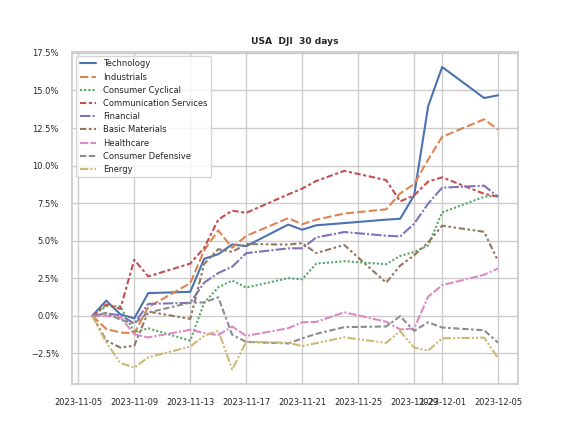 USA DJI 30 days
17.5%
15.0%
12.5%
10.0%
7.5%
5.0%
2.5%
0.0%
−2.5%
Technology
Industrials
Consumer Cyclical
Communication Services
Financial
Basic Materials
Healthcare
Consumer Defensive
Energy
2023-11-05 2023-11-09 2023-11-13 2023-11-17 2023-11-21 2023-11-25 2023-11-29 2023-12-01 2023-12-05